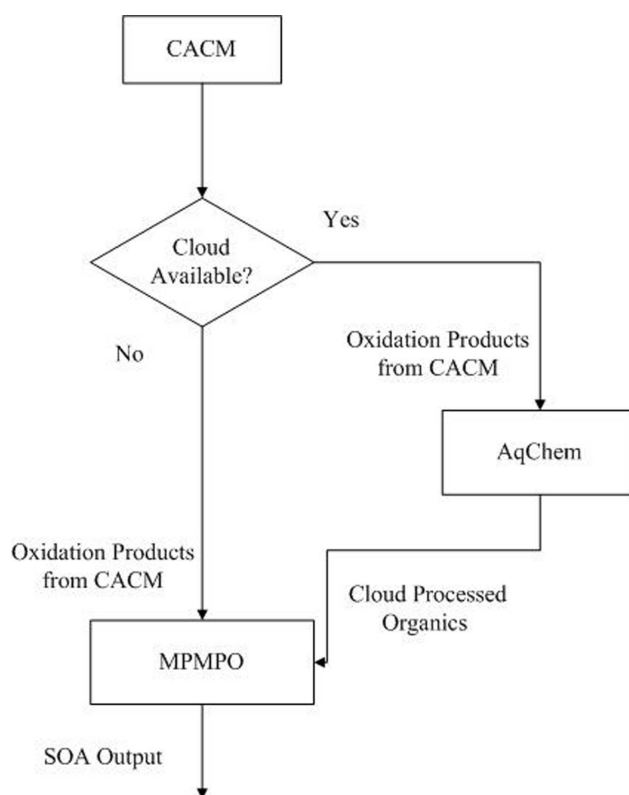 CACM
Yes
Cloud
Available?
No
Oxidation Products
from CACM
AqChem
Oxidation Products
from CACM
Cloud Processed
Organics
MPMPO
SOA Output